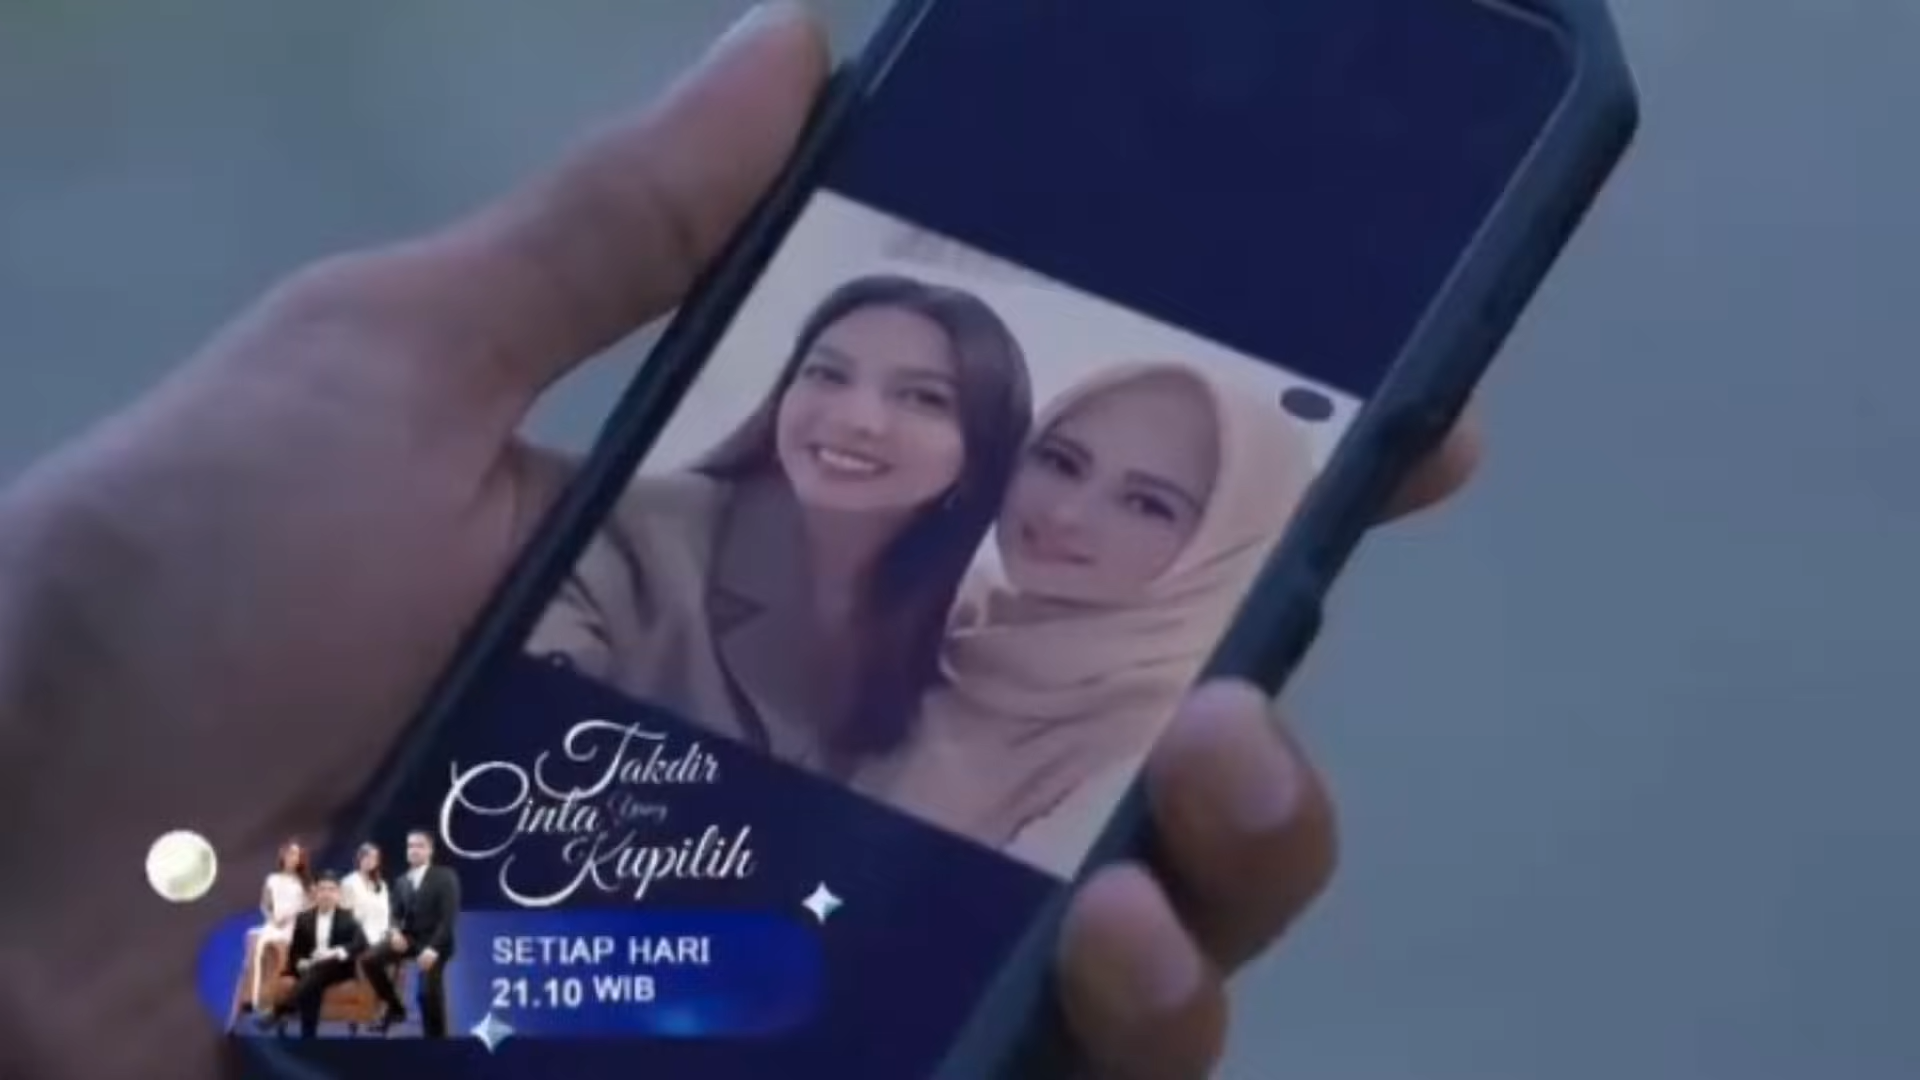 Takdir
Cinta Yang
Kupilih
SETIAP HARI
21.10 WIB